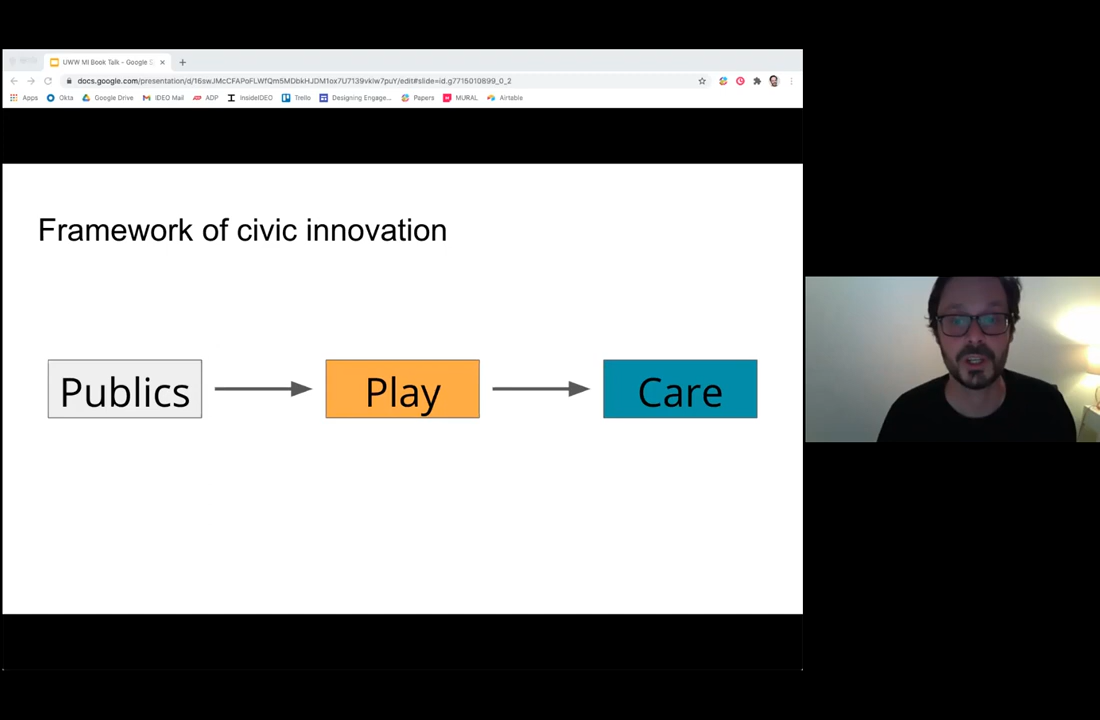 UWW MI Book Talk - Google S
docs.google.com/presentation/d/16swJMcCFAPoFLWfQm5MDbkHJDM1ox7U7139vkIw7puY/edit#slide=id.g7715010899_0_2
Apps Okta Google Drive IDEO Mail ADP InsideIDEO Trello Designing Engage... Papers MURAL Airtable
Framework of civic innovation
Publics Play Care